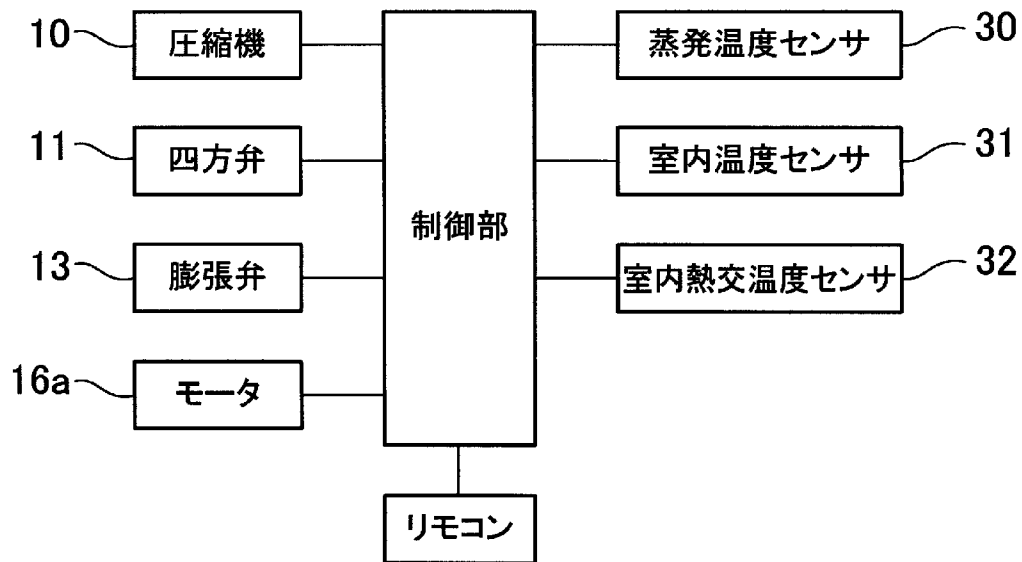 10
圧縮機
11
四方弁
13
膨張弁
16a
モータ
制御部
リモコン
蒸発温度センサ
30
室内温度センサ
31
室内熱交温度センサ
32